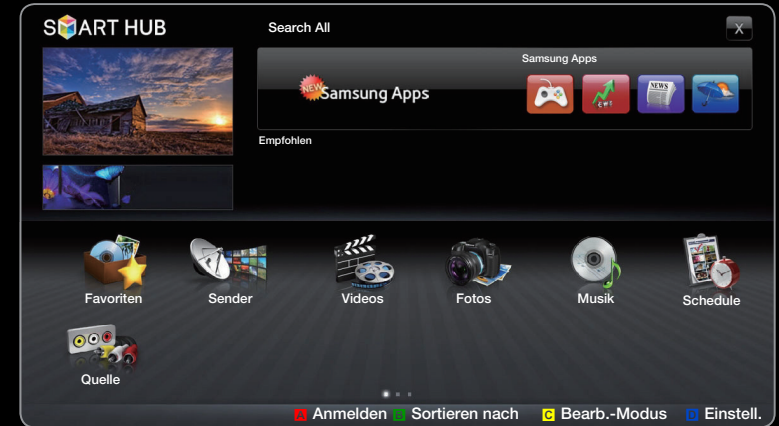 SMART HUB
Search All
X
Samsung Apps
NEW
Samsung Apps
NEWS
Empfohlen
Favoriten
Sender
Videos
Fotos
Musik
Schedule
Quelle
A Anmelden B Sortieren nach C Bearb.-Modus D Einstell.